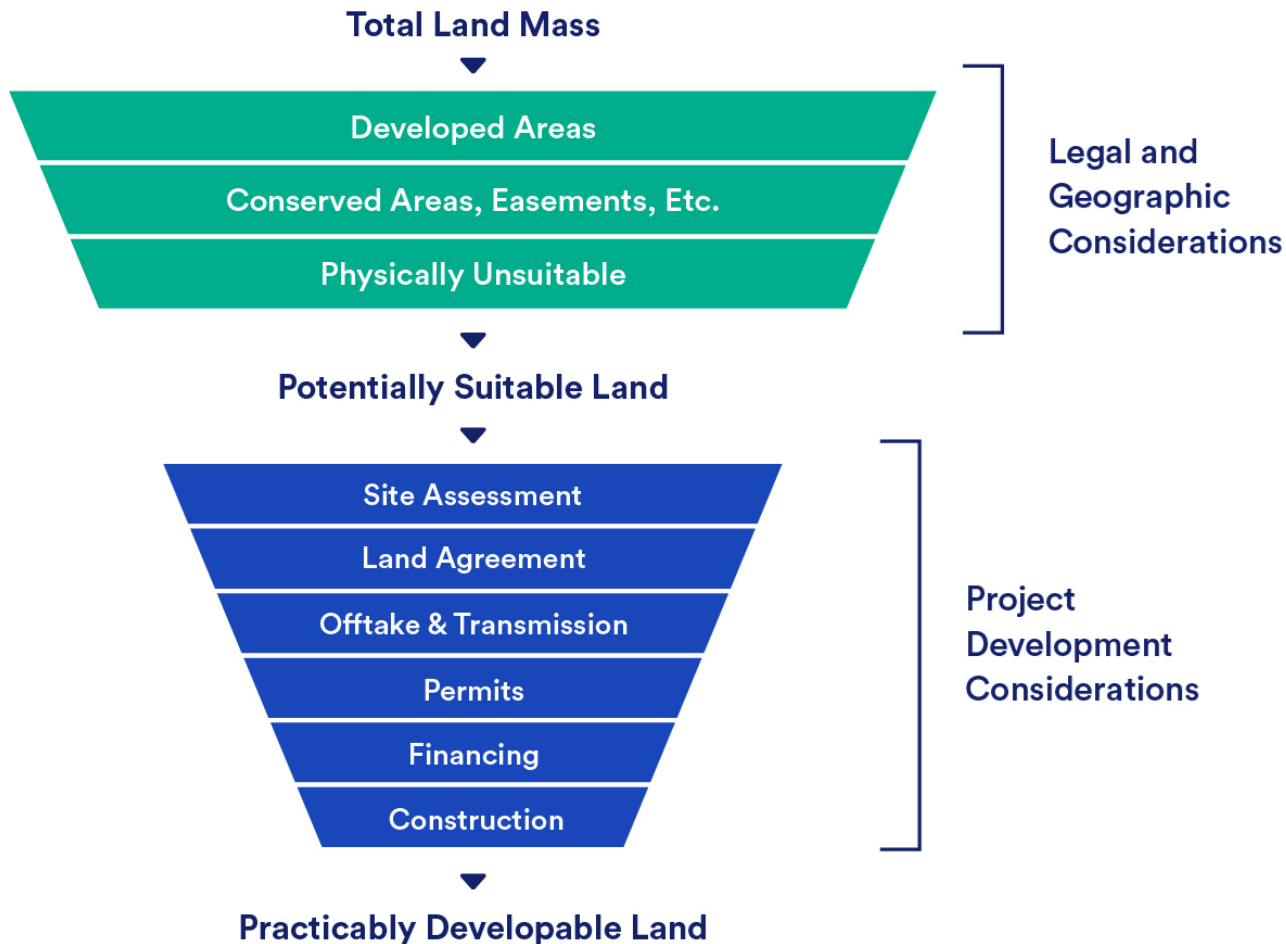 Total Land Mass
Developed Areas
Conserved Areas, Easements, Etc.
Physically Unsuitable
Legal and
Geographic
Considerations
Potentially Suitable Land
Site Assessment
Land Agreement
Offtake & Transmission
Permits
Financing
Construction
Project
Development
Considerations
Practicably Developable Land